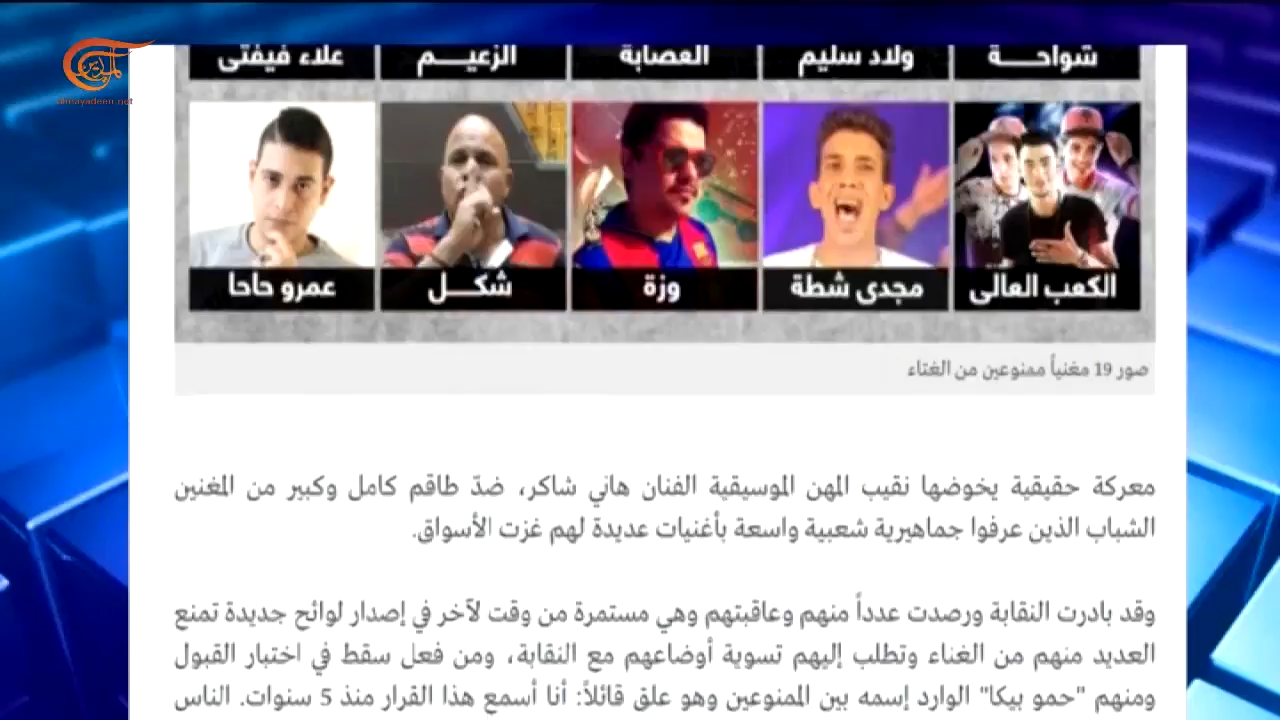 الميادين
almayadeen.net
شواحة
ولاد سليم
العصابة
الزعيم
علاء فيفتى
الكعب العالى
مجدى شطة
وزة
شكل
عمرو حاحا
صور 19 مغنياً ممنوعين من الغتاء
معركة حقيقية يخوضها نقيب المهن الموسيقية الفنان هاني شاكر، ضدّ طاقم كامل وكبير من المغنين
الشباب الذين عرفوا جماهيرية شعبية واسعة بأغنيات عديدة لهم غزت الأسواق.
وقد بادرت النقابة ورصدت عدداً منهم وعاقبتهم وهي مستمرة من وقت لآخر في إصدار لوائح جديدة تمنع
العديد منهم من الغناء وتطلب إليهم تسوية أوضاعهم مع النقابة، ومن فعل سقط في اختبار القبول
ومنهم "حمو بيكا" الوارد إسمه بين الممنوعين وهو علق قائلاً: أنا أسمع هذا القرار منذ 5 سنوات. الناس